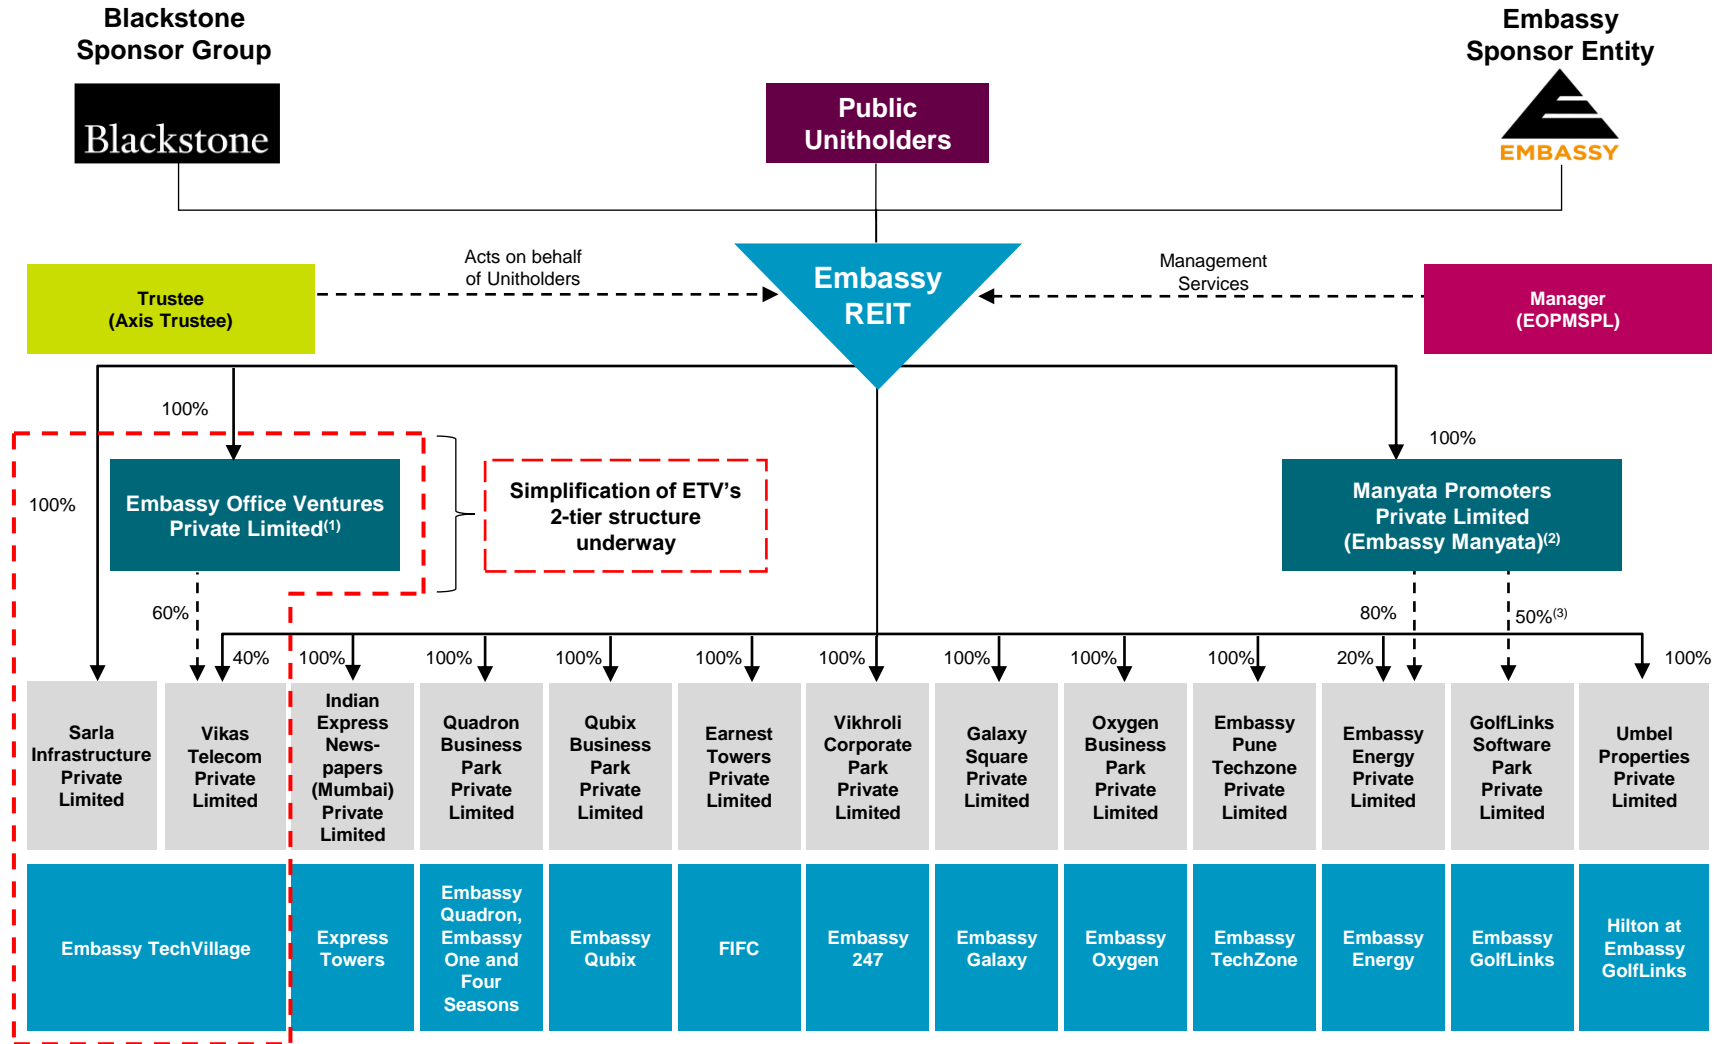 Blackstone
Sponsor Group
Embassy
Sponsor Entity
Blackstone
Public
Unitholders
EMBASSY
Acts on behalf
of Unitholders
Embassy
REIT
Management
Services
Trustee
(Axis Trustee)
Manager
(EOPMSPL)
100%
100%
100%
Embassy Office Ventures
Private Limited(1)
Simplification of ETV's
2-tier structure
underway
Manyata Promoters
Private Limited
(Embassy Manyata)(2)
60%
80%
50%(3)
40%
100%
100%
100%
100%
100%
100%
100%
100%
20%
100%
Sarla
Infrastructure
Private
Limited
Vikas
Telecom
Private
Limited
Indian
Express
News-
papers
(Mumbai)
Private
Limited
Quadron
Business
Park
Private
Limited
Qubix
Business
Park
Private
Limited
Earnest
Towers
Private
Limited
Vikhroli
Corporate
Park
Private
Limited
Galaxy
Square
Private
Limited
Oxygen
Business
Park
Private
Limited
Embassy
Pune
Techzone
Private
Limited
Embassy
Energy
Private
Limited
GolfLinks
Software
Park
Private
Limited
Umbel
Properties
Private
Limited
Embassy TechVillage
Express
Towers
Embassy
Quadron,
Embassy
One and
Four
Seasons
Embassy
Qubix
FIFC
Embassy
247
Embassy
Galaxy
Embassy
Oxygen
Embassy
TechZone
Embassy
Energy
Embassy
GolfLinks
Hilton at
Embassy
GolfLinks